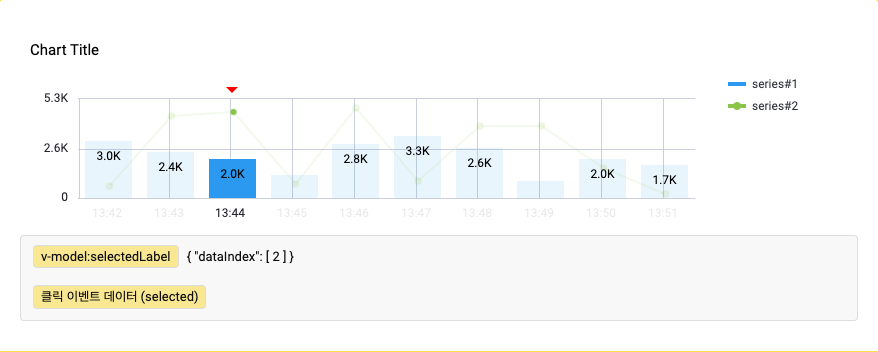 Chart Title
series#1
series#2
5.3K
2.6K
0
3.0K
2.4K
2.0K
2.8K
3.3K
2.6K
2.0K
1.7K
13:42 13:43 13:44 13:45 13:46 13:47 13:48 13:49 13:50 13:51
v-model:selectedLabel { "dataIndex": [ 2 ] }
클릭 이벤트 데이터 (selected)